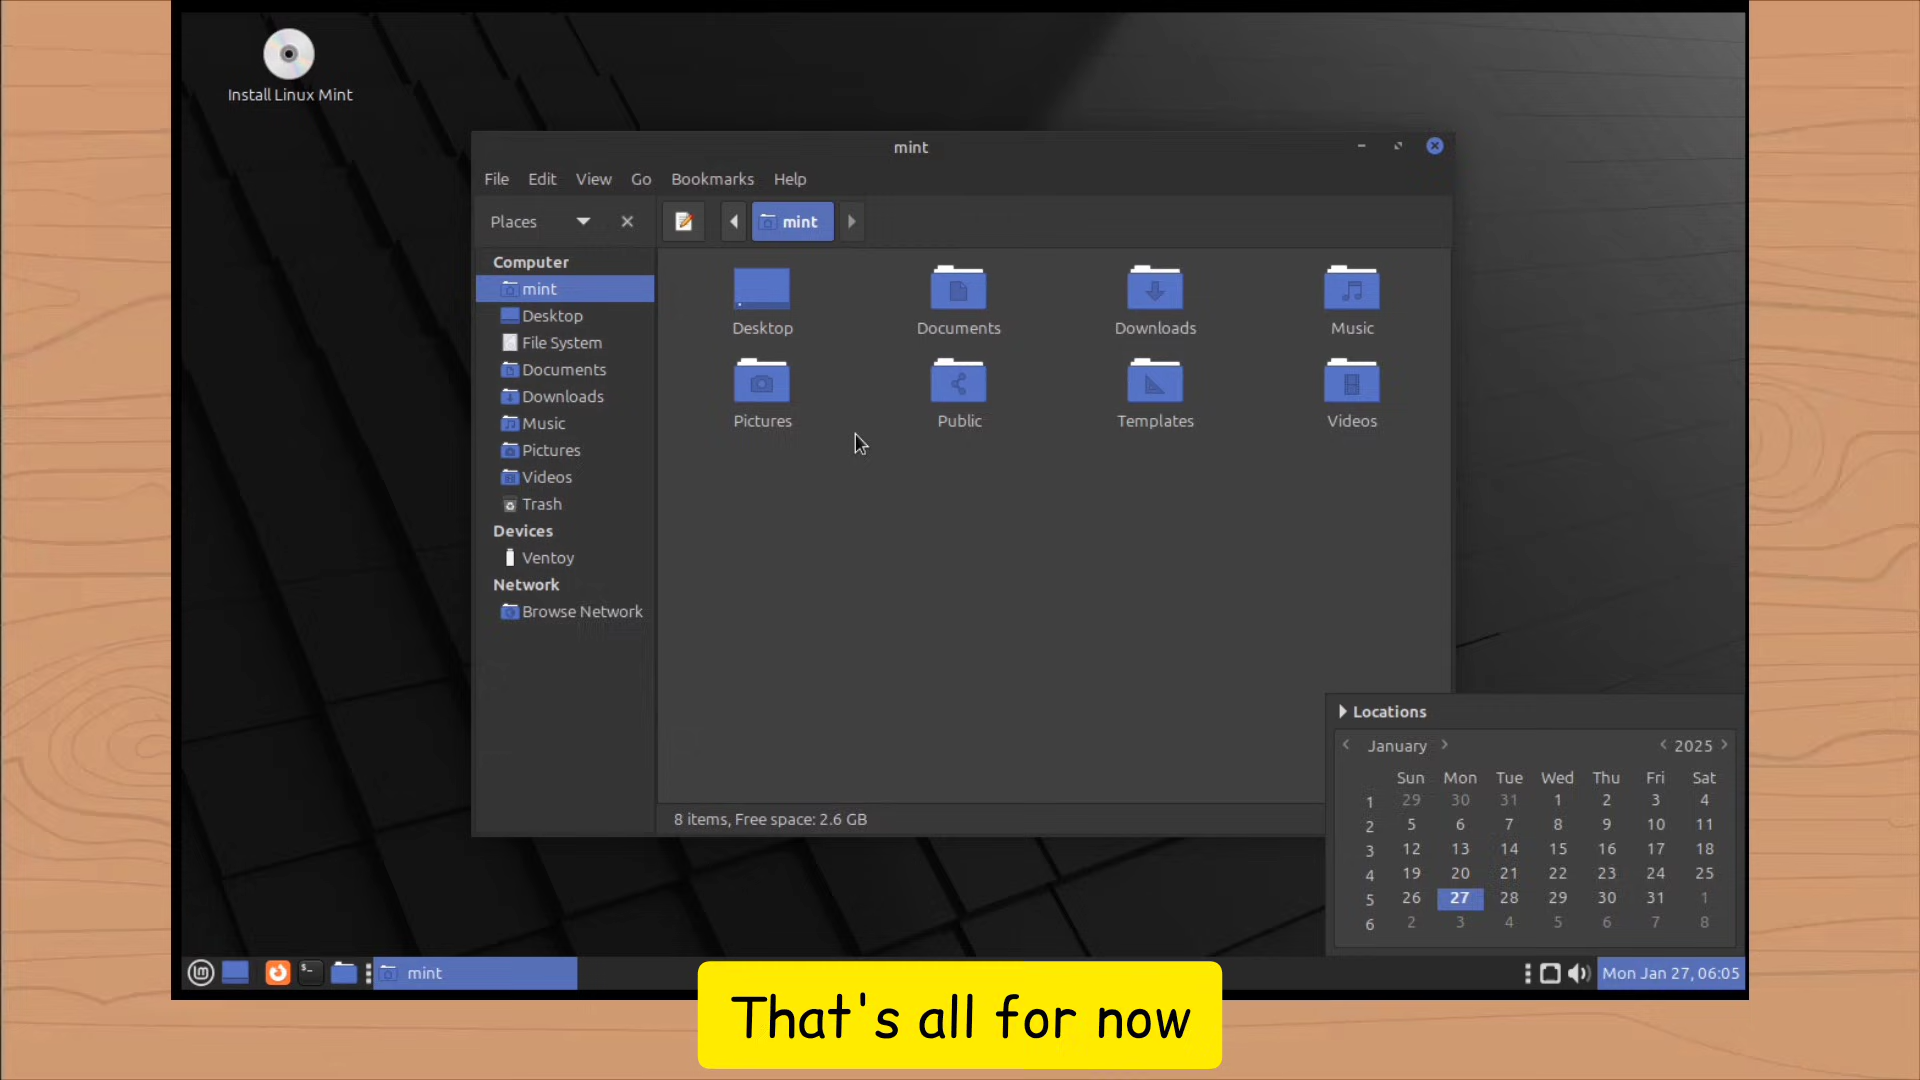 Install Linux Mint
mint
File Edit View Go Bookmarks Help
Places
mint
Computer
mint
Desktop
File System
Documents
Downloads
Music
Pictures
Videos
Trash
Devices
Ventoy
Network
Browse Network
Desktop Documents Downloads Music
Pictures Public Templates Videos
8 items, Free space: 2.6 GB
Locations
January 2025
Sun Mon Tue Wed Thu Fri Sat
1 29 30 31 1 2 3 4
2 5 6 7 8 9 10 11
3 12 13 14 15 16 17 18
4 19 20 21 22 23 24 25
5 26 27 28 29 30 31 1
6 2 3 4 5 6 7 8
mint
Mon Jan 27, 06:05
That's all for now